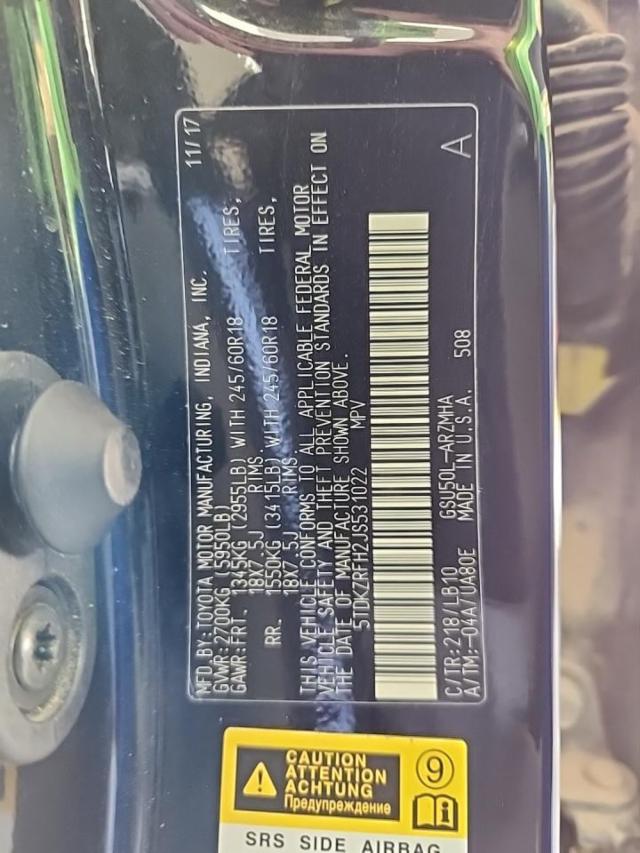 MFD.BY:TOYOTA MOTOR MANUFACTURING, INDIANA, INC. 11/17
GVWR:2700KG (5950LB)
GAWR:FRT. 1345KG (2955LB) WITH 245/60R18 TIRES,
18X7.5J RIMS.
RR. 1550KG (3415LB) WITH 245/60R18 TIRES,
18X7.5J RIMS.
THIS VEHICLE CONFORMS TO ALL APPLICABLE FEDERAL MOTOR
VEHICLE SAFETY AND THEFT PREVENTION STANDARDS IN EFFECT ON
THE DATE OF MANUFACTURE SHOWN ABOVE.
5TDKZRFH2JS531022 MPV
C/TR:218/LB10 GSU50L-ARZMHA
A/TM:-04A/UA80E MADE IN U.S.A. 508
A
CAUTION
ATTENTION
ACHTUNG
Предупреждение
9
SRS SIDE AIRBAG